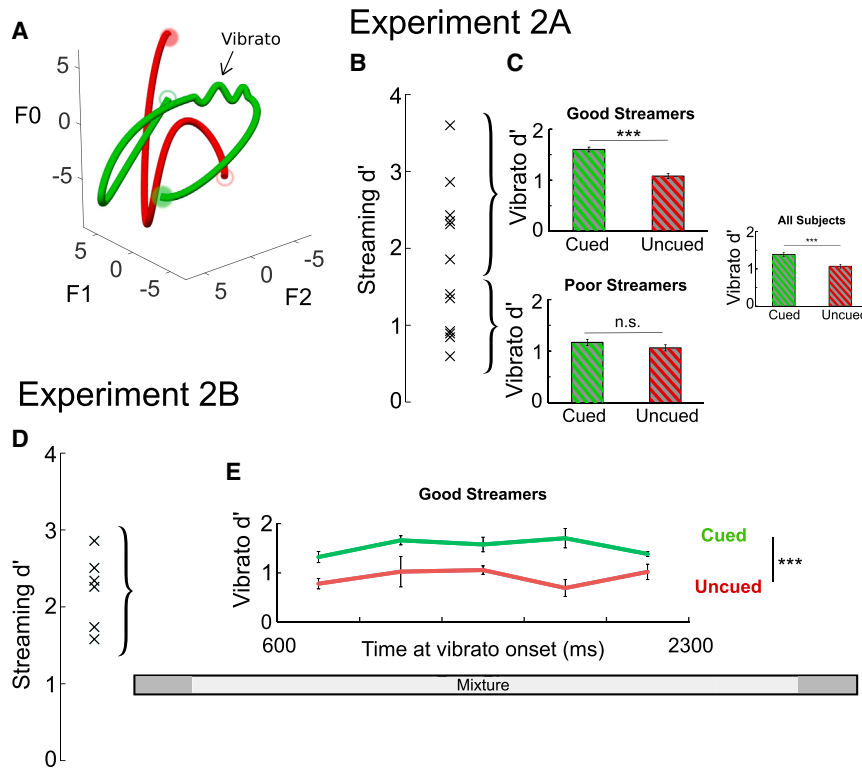 Experiment 2A
A
Vibrato
5
0
-5
F0
5
0
-5
F1
5
0
-5
F2
B
Streaming d'
4
3
2
1
0
C
Good Streamers
Vibrato d'
2
1
0
***
Cued
Uncued
Poor Streamers
Vibrato d'
2
1
0
n.s.
Cued
Uncued
All Subjects
Vibrato d'
2
1
0
***
Cued
Uncued
Experiment 2B
D
Streaming d'
4
3
2
1
0
E
Good Streamers
Vibrato d'
2
1
0
600
Time at vibrato onset (ms)
2300
Cued
Uncued
***
Mixture